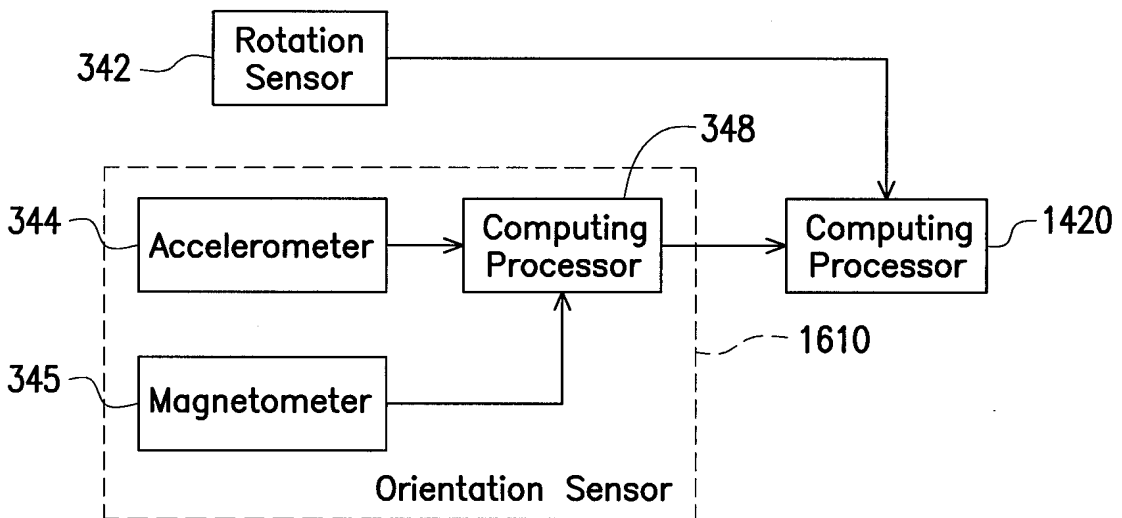 Rotation
Sensor
342
348
344
Accelerometer
Computing
Processor
Computing
Processor
1420
1610
345
Magnetometer
Orientation Sensor